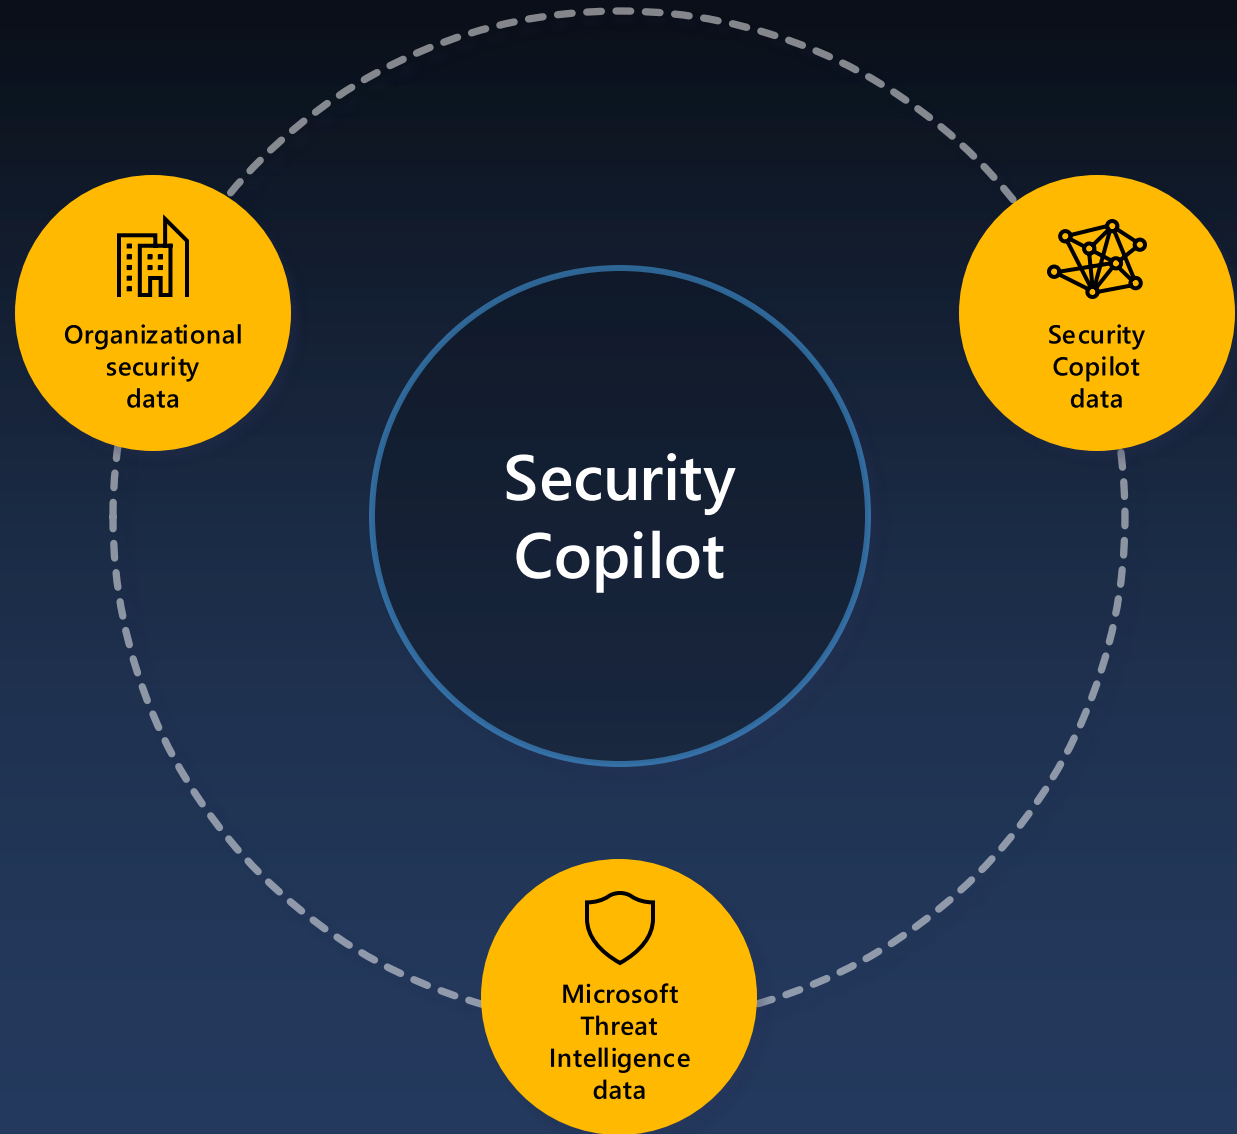 Organizational
security
data
Security
Copilot
data
Security
Copilot
Microsoft
Threat
Intelligence
data